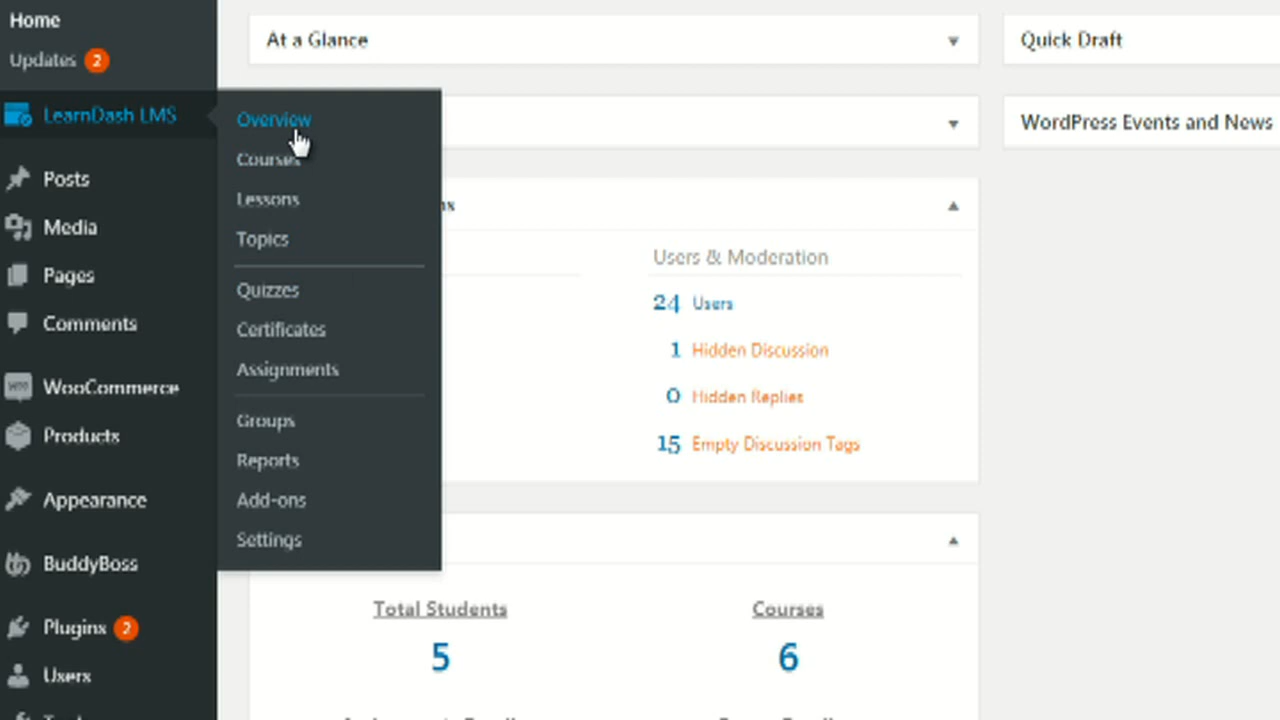 Home
Updates 2
LearnDash LMS
Posts
Media
Pages
Comments
WooCommerce
Products
Appearance
BuddyBoss
Plugins 2
Users
Overview
Courses
Lessons
Topics
Quizzes
Certificates
Assignments
Groups
Reports
Add-ons
Settings
At a Glance
Quick Draft
WordPress Events and News
Users & Moderation
24 Users
1 Hidden Discussion
0 Hidden Replies
15 Empty Discussion Tags
Total Students
5
Courses
6